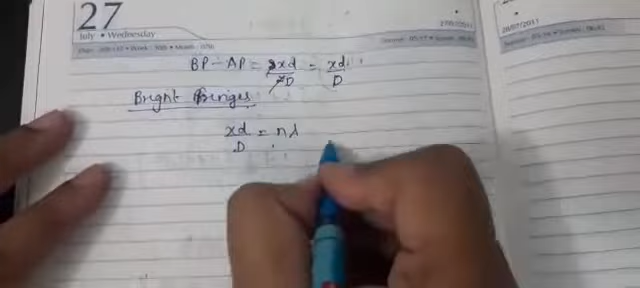 27
July • Wednesday
BP - AP = 2xd/2D = xd/D
Bright Fringes
xd/D = nλ